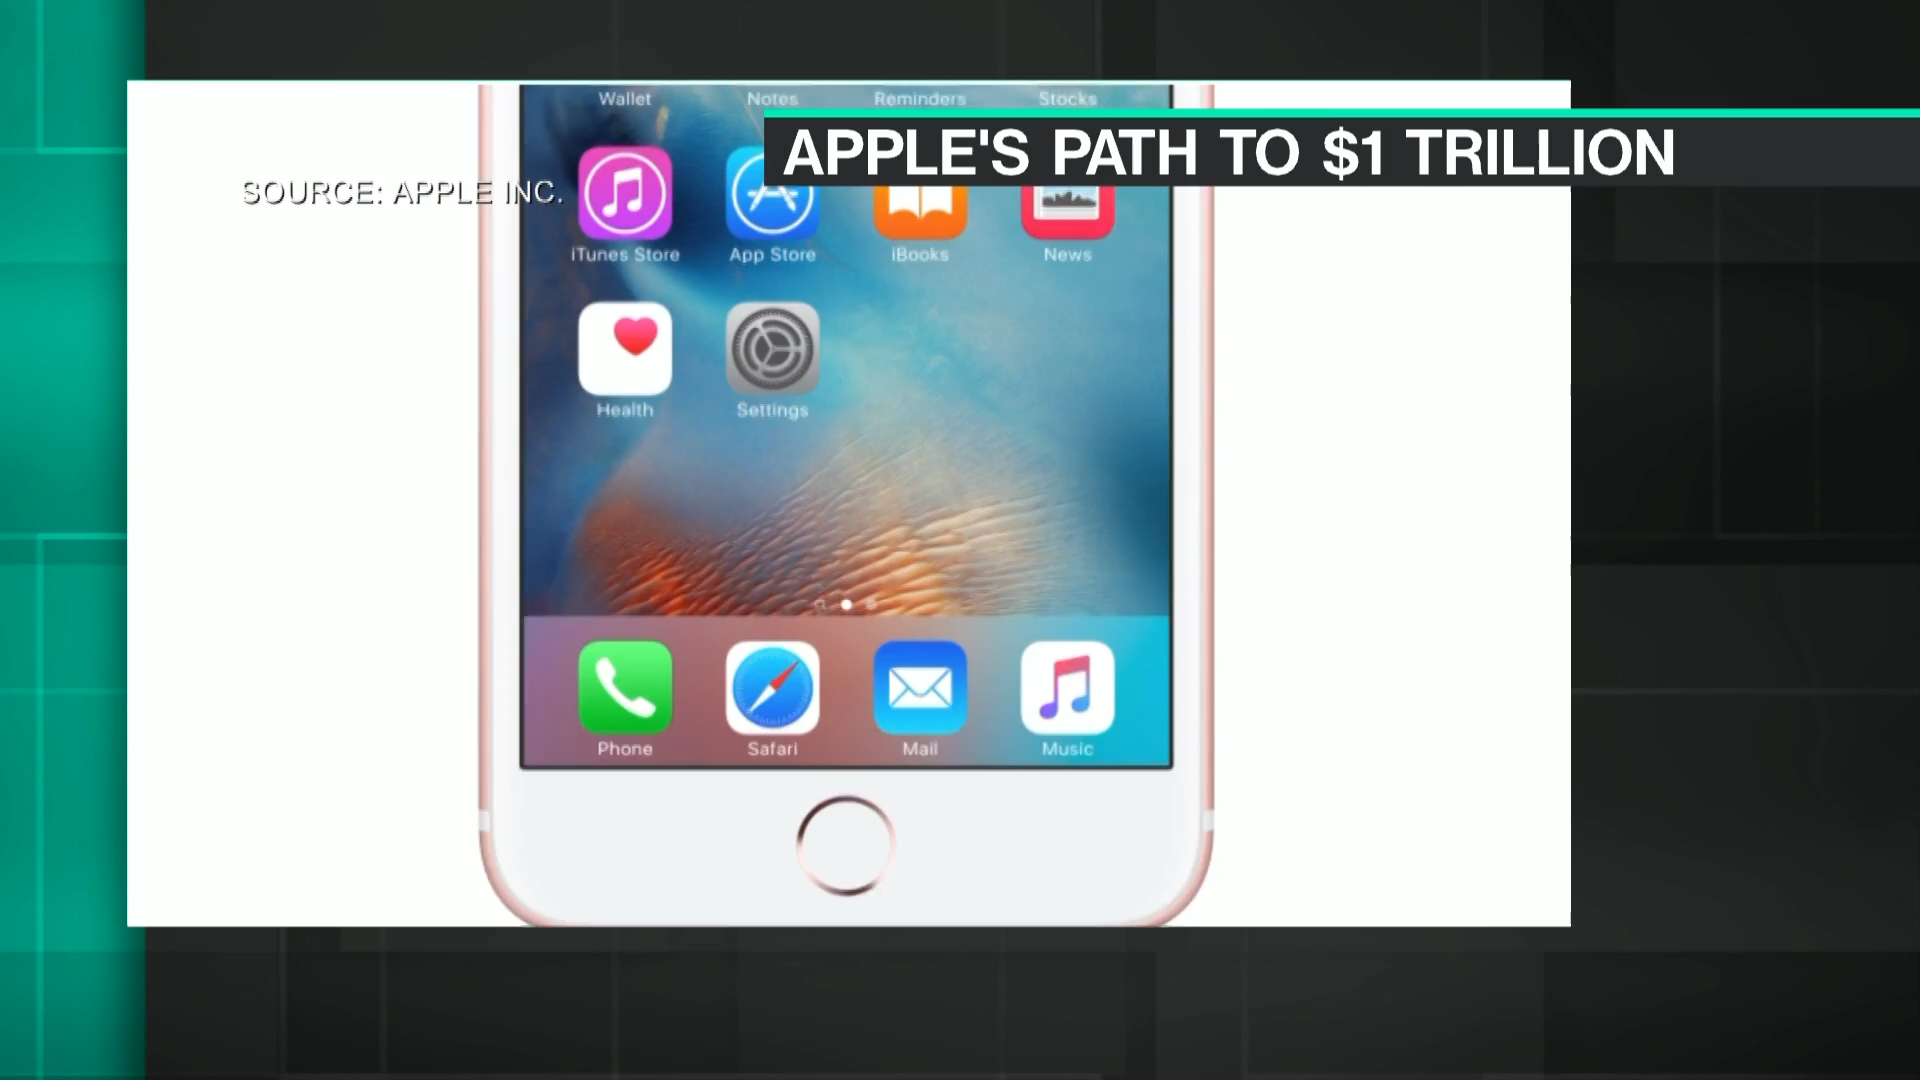 Wallet Notes Reminders Stocks
APPLE'S PATH TO $1 TRILLION
SOURCE: APPLE INC.
iTunes Store App Store iBooks News
Health Settings
Phone Safari Mail Music